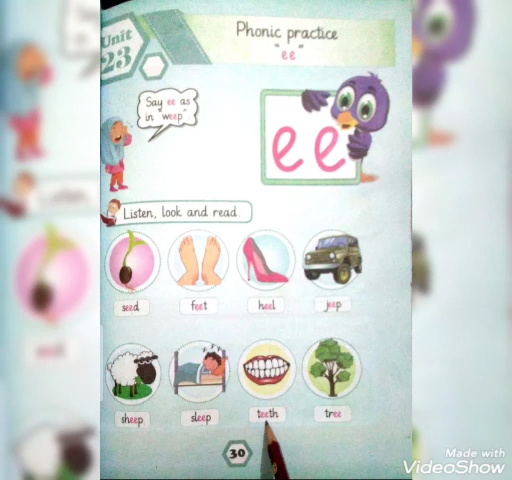 Unit
23
Phonic practice
"ee"
Say ee as
in "weep"
ee
Listen, look and read.
seed feet heel jeep
sheep sleep teeth tree
30
Made with
VideoShow